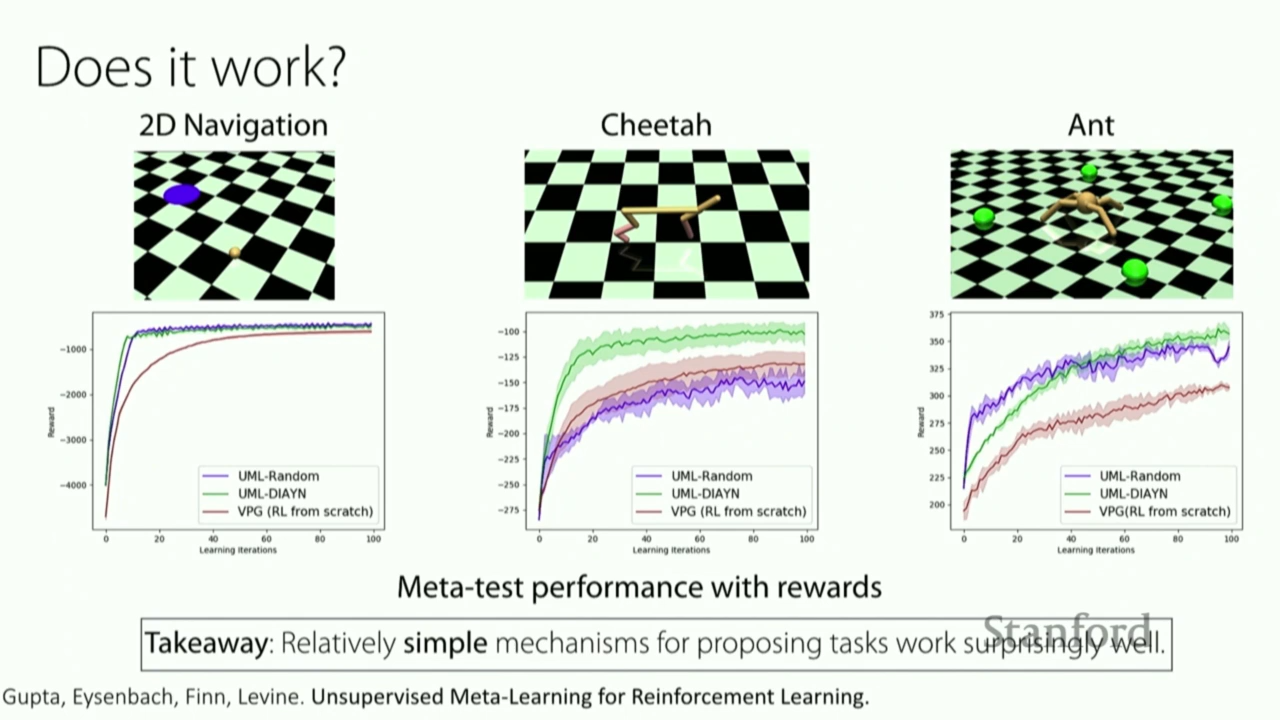 Does it work?
2D Navigation
Cheetah
Ant
−1000
−2000
−3000
−4000
Reward
0 20 40 60 80 100
Learning Iterations
UML-Random
UML-DIAYN
VPG (RL from scratch)
−100
−125
−150
−175
−200
−225
−250
−275
Reward
0 20 40 60 80 100
Learning Iterations
UML-Random
UML-DIAYN
VPG (RL from scratch)
375
350
325
300
275
250
225
200
Reward
0 20 40 60 80 100
Learning Iterations
UML-Random
UML-DIAYN
VPG(RL from scratch)
Meta-test performance with rewards
Stanford
Takeaway: Relatively simple mechanisms for proposing tasks work surprisingly well.
Gupta, Eysenbach, Finn, Levine. Unsupervised Meta-Learning for Reinforcement Learning.